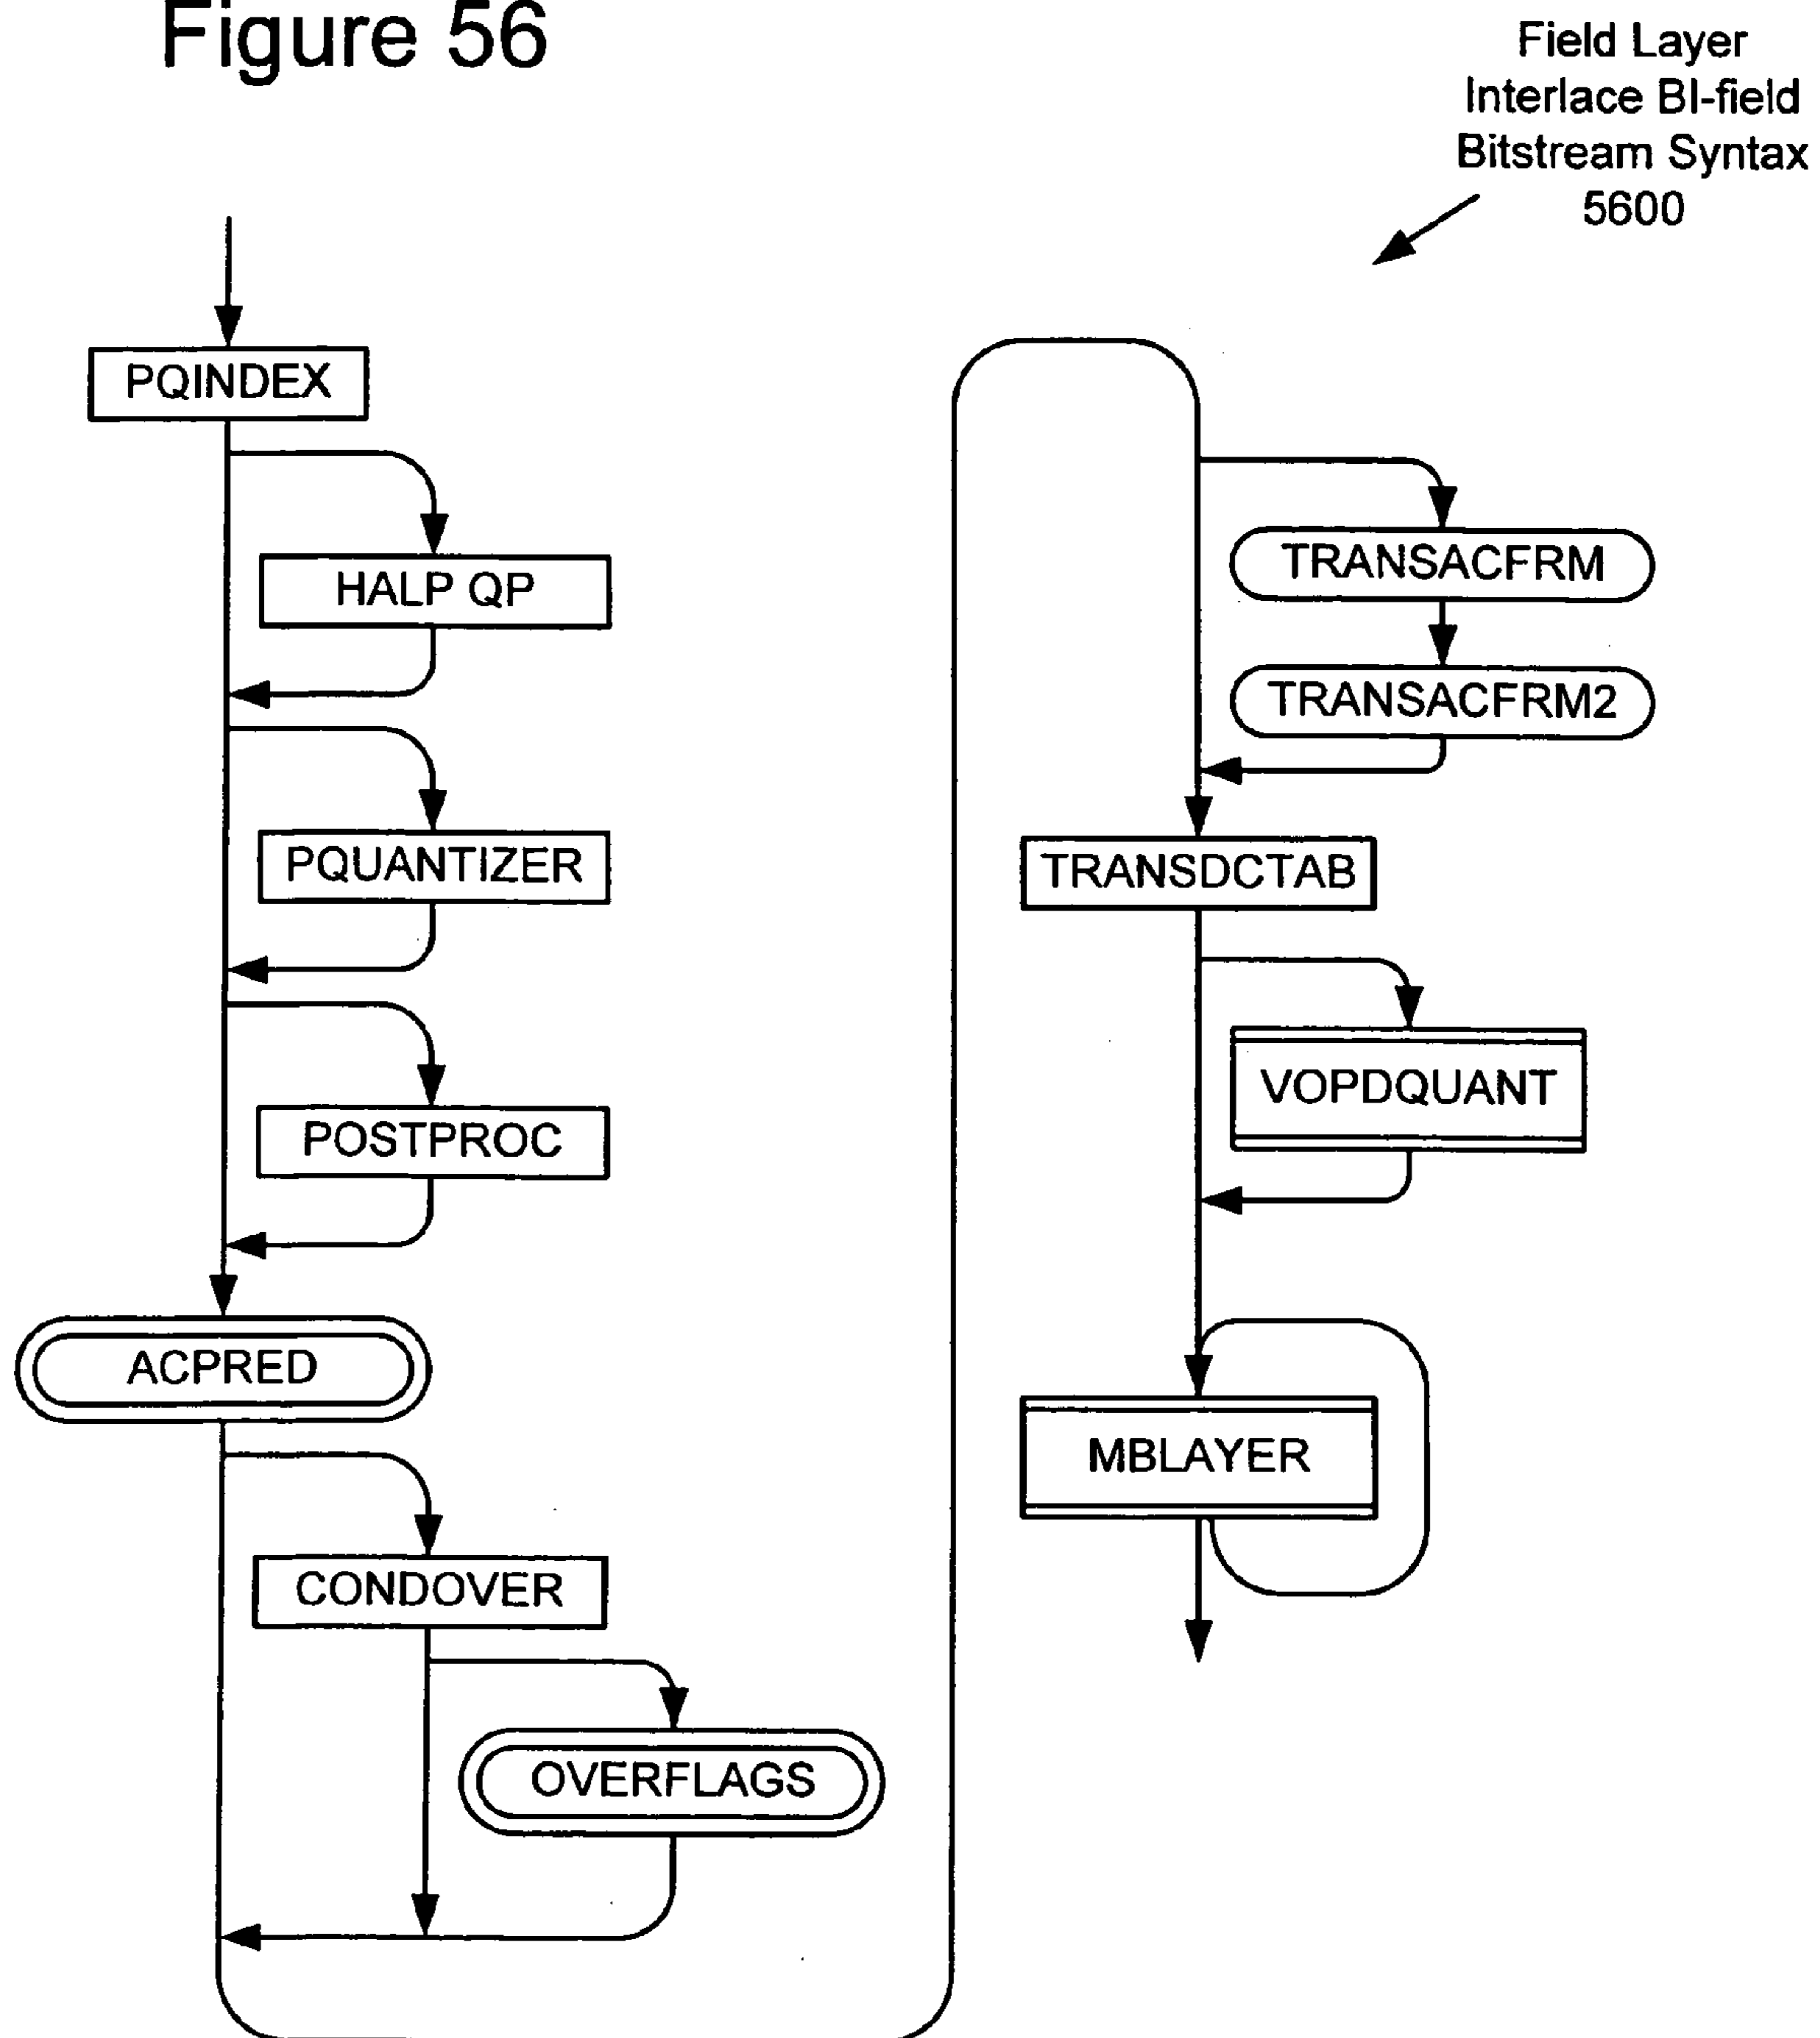 Figure 56
Field Layer
Interlace BI-field
Bitstream Syntax
5600
PQINDEX
HALP QP
PQUANTIZER
POSTPROC
ACPRED
CONDOVER
OVERFLAGS
TRANSACFRM
TRANSACFRM2
TRANSDCTAB
VOPDQUANT
MBLAYER